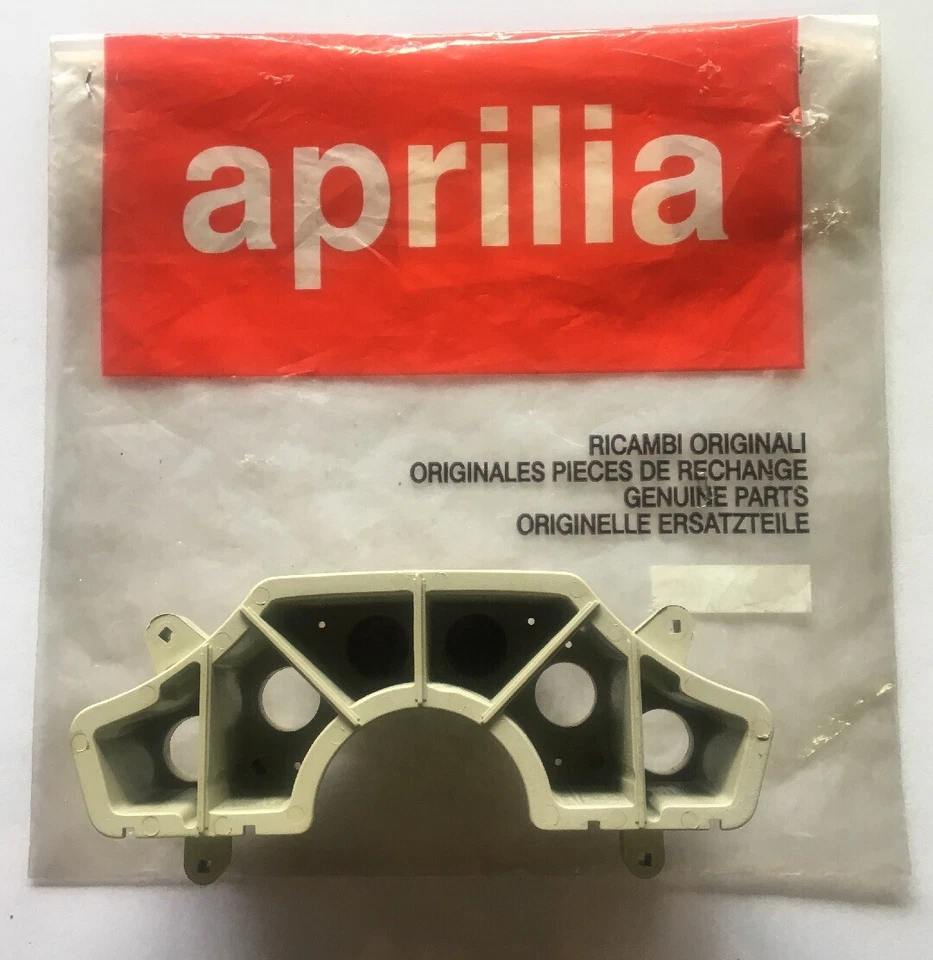 aprilia
RICAMBI ORIGINALI
ORIGINALES PIECES DE RECHANGE
GENUINE PARTS
ORIGINELLE ERSATZTEILE